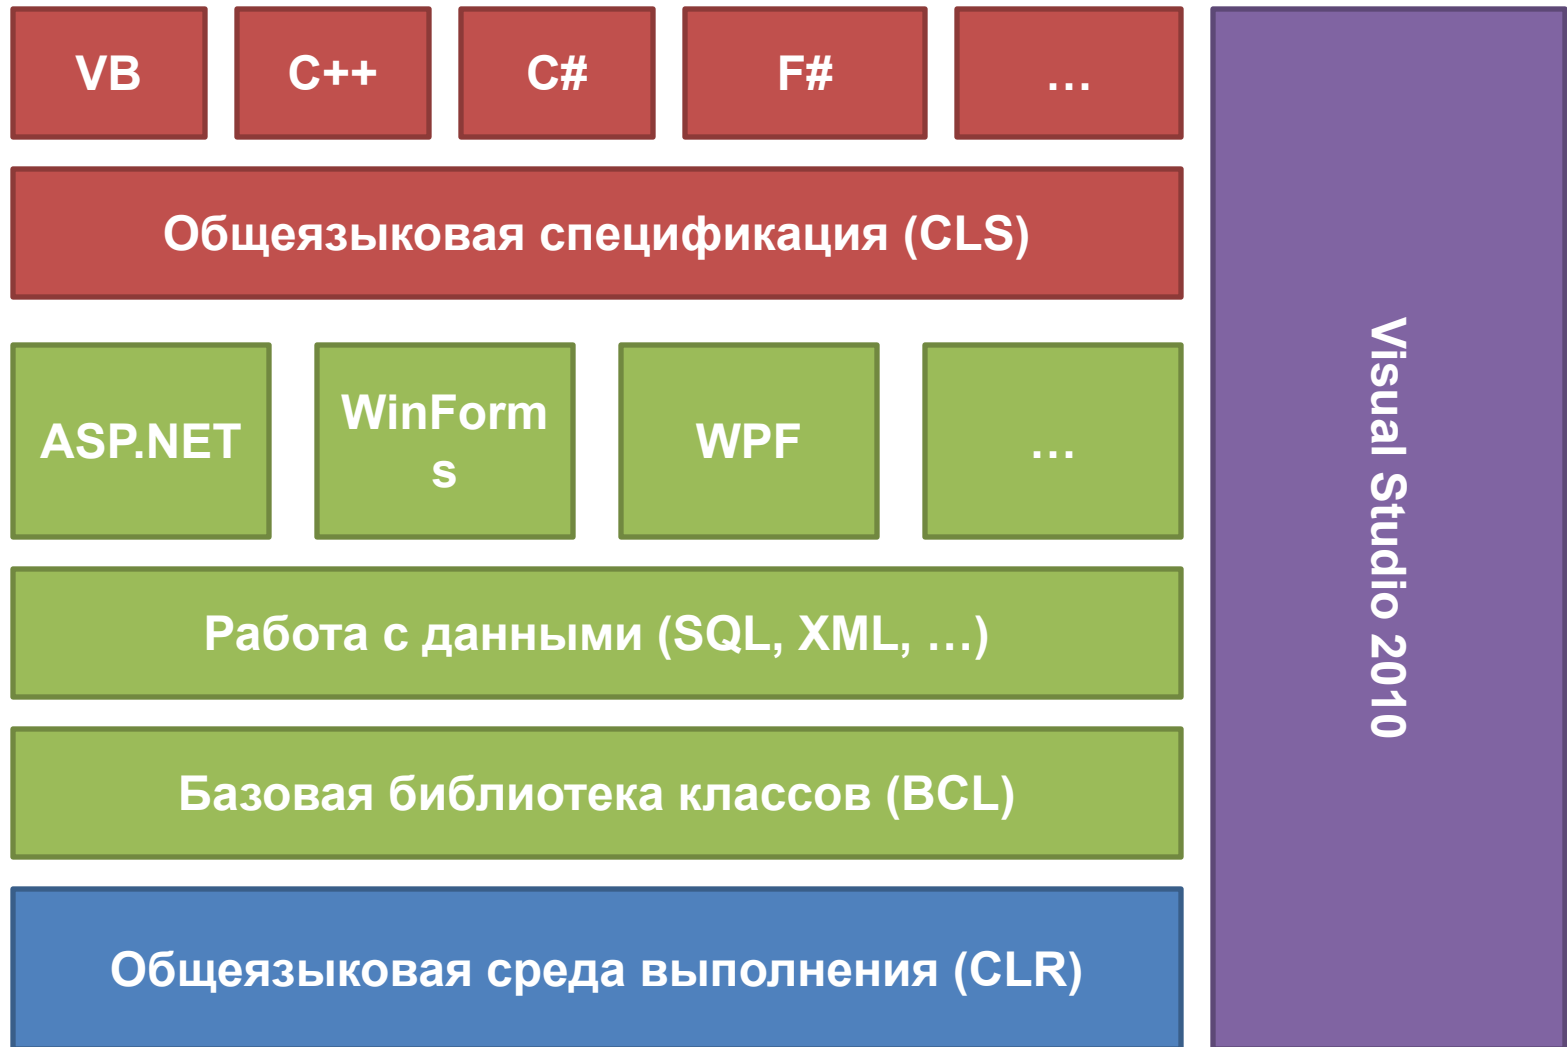 VB
C++
C#
F#
…
Общеязыковая спецификация (CLS)
ASP.NET
WinForm
s
WPF
…
Работа с данными (SQL, XML, …)
Базовая библиотека классов (BCL)
Общеязыковая среда выполнения (CLR)
Visual Studio 2010